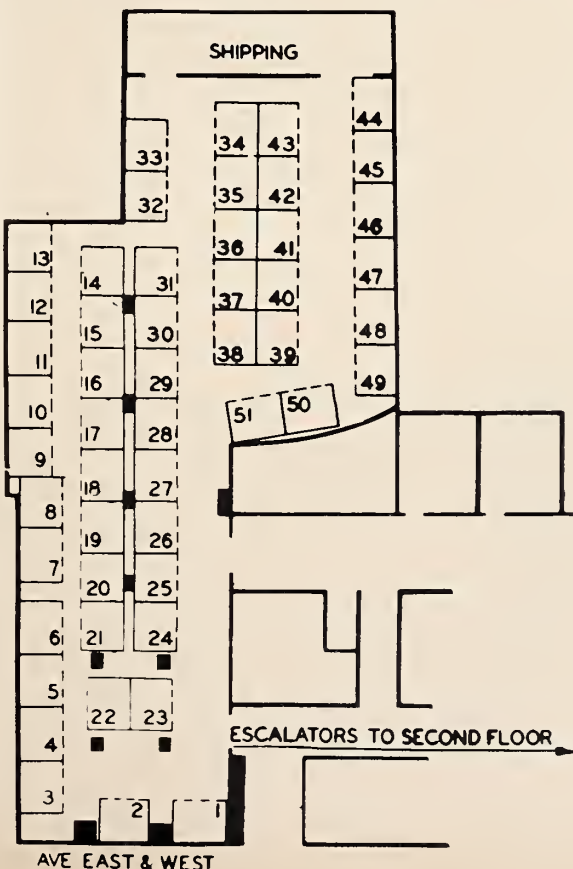 SHIPPING
34 43 44
33 35 42 45
32 36 41 46
13 14 31 37 40 47
12 15 30 38 39 48
11 16 29 49
10 17 28 51 50
9 18 27
8 19 26
7 20 25
6 21 24
5 22 23
4 ESCALATORS TO SECOND FLOOR
3 2 1
AVE EAST & WEST